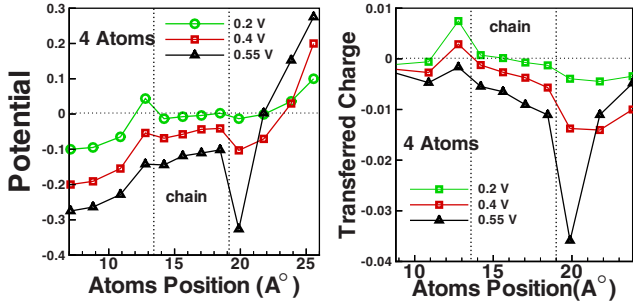 0.3
0.2
0.1
0
-0.1
-0.2
-0.3
-0.4
Potential
4 Atoms
0.2 V
0.4 V
0.55 V
chain
10 15 20 25
Atoms Position (A°)
0.01
0
-0.01
-0.02
-0.03
-0.04
Transferred Charge
chain
4 Atoms
0.2 V
0.4 V
0.55 V
10 15 20
Atoms Position(A°)